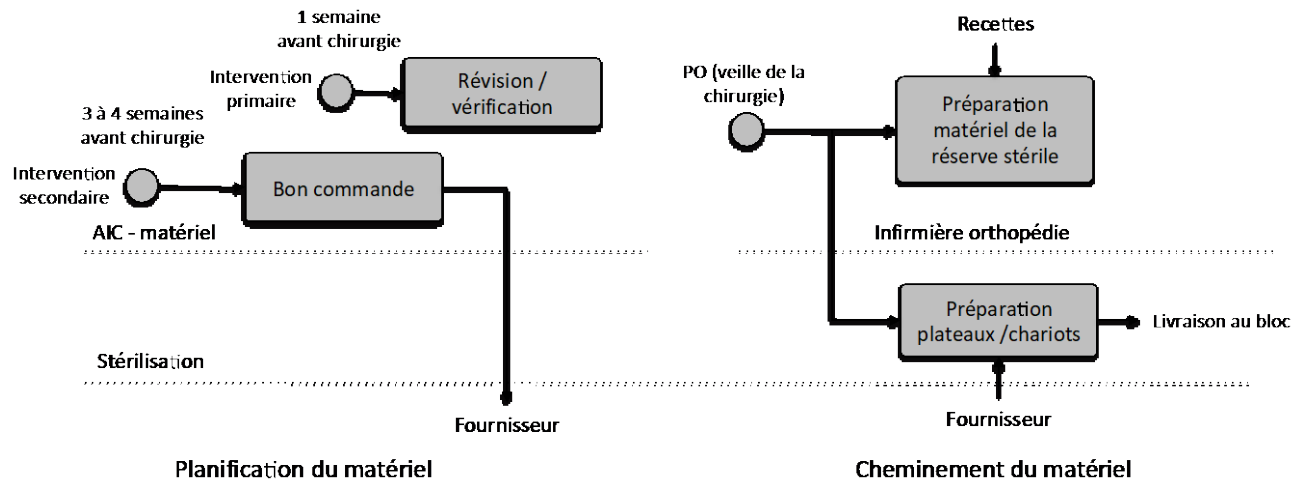 1 semaine
avant chirurgie
Intervention
primaire
Révision /
vérification
3 à 4 semaines
avant chirurgie
Intervention
secondaire
Bon commande
AIC - matériel
Stérilisation
Fournisseur
Planification du matériel
Recettes
PO (veille de la
chirurgie)
Préparation
matériel de la
réserve stérile
Infirmière orthopédie
Préparation
plateaux /chariots
Livraison au bloc
Fournisseur
Cheminement du matériel